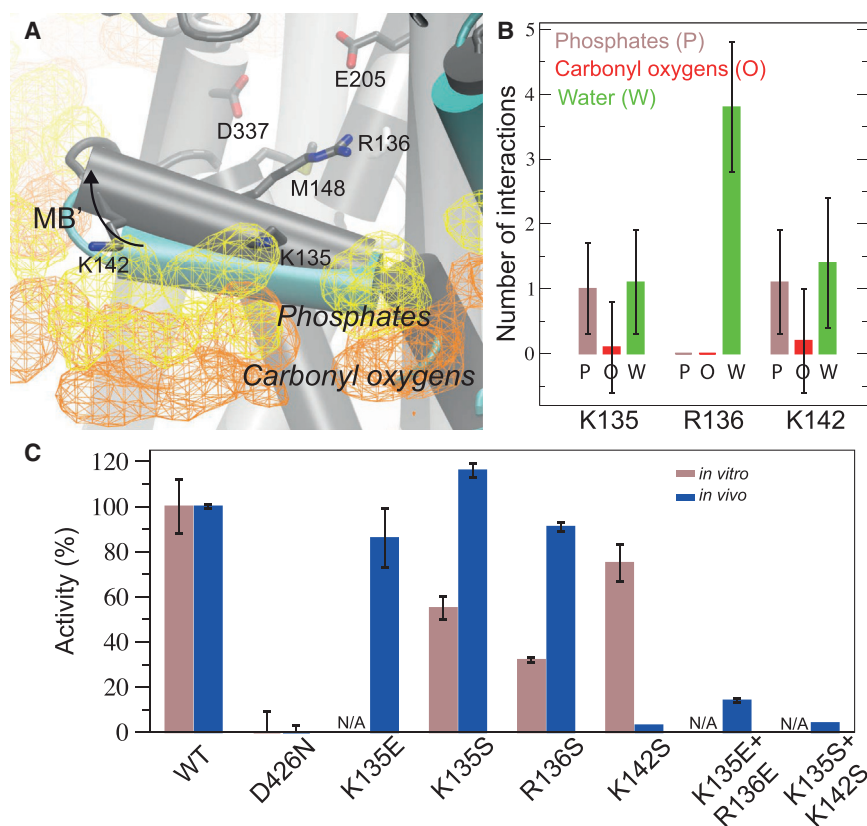 A
E205
D337
R136
M148
MB'
K142
K135
Phosphates
Carbonyl oxygens
B
Phosphates (P)
Carbonyl oxygens (O)
Water (W)
Number of interactions
5
4
3
2
1
0
P O W P O W P O W
K135 R136 K142
C
in vitro
in vivo
Activity (%)
120
100
80
60
40
20
0
N/A N/A N/A
WT D426N K135E K135S R136S K142S K135E+ K135S+
R136E K142S